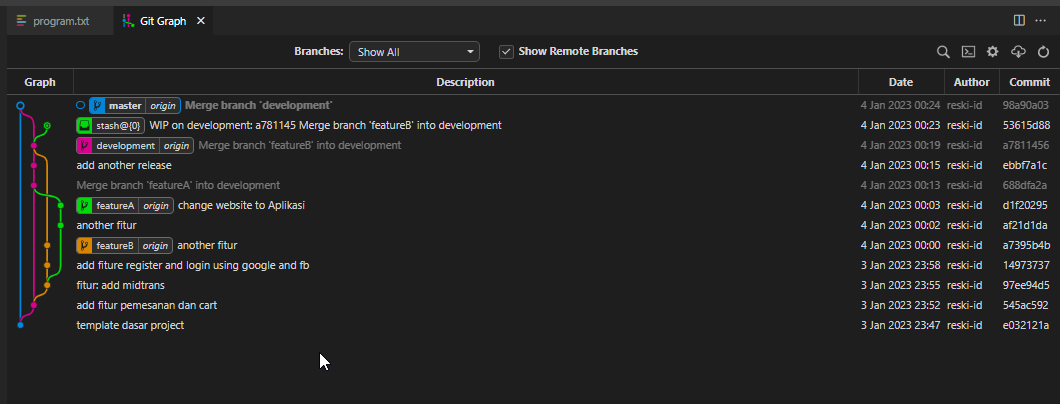 program.txt Git Graph
Branches: Show All Show Remote Branches
Graph Description Date Author Commit
master origin Merge branch 'development' 4 Jan 2023 00:24 reski-id 98a90a03
stash@{0} WIP on development: a781145 Merge branch 'featureB' into development 4 Jan 2023 00:23 reski-id 53615d88
development origin Merge branch 'featureB' into development 4 Jan 2023 00:19 reski-id a7811456
add another release 4 Jan 2023 00:15 reski-id ebbf7a1c
Merge branch 'featureA' into development 4 Jan 2023 00:13 reski-id 688dfa2a
featureA origin change website to Aplikasi 4 Jan 2023 00:03 reski-id d1f20295
another fitur 4 Jan 2023 00:02 reski-id af21d1da
featureB origin another fitur 4 Jan 2023 00:00 reski-id a7395b4b
add fiture register and login using google and fb 3 Jan 2023 23:58 reski-id 14973737
fitur: add midtrans 3 Jan 2023 23:55 reski-id 97ee94d5
add fitur pemesanan dan cart 3 Jan 2023 23:52 reski-id 545ac592
template dasar project 3 Jan 2023 23:47 reski-id e032121a